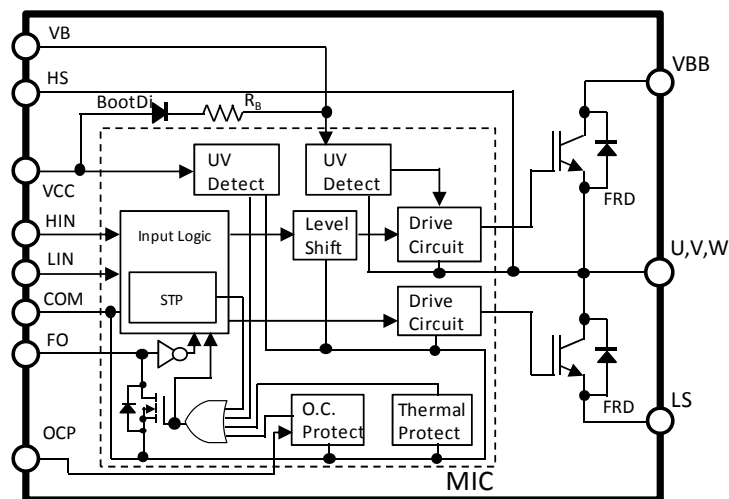 VB
VBB
HS
BootDi
R_B
UV
Detect
UV
Detect
VCC
FRD
HIN
Input Logic
Level
Shift
Drive
Circuit
U,V,W
LIN
STP
COM
Drive
Circuit
FO
O.C.
Protect
Thermal
Protect
FRD
LS
OCP
MIC